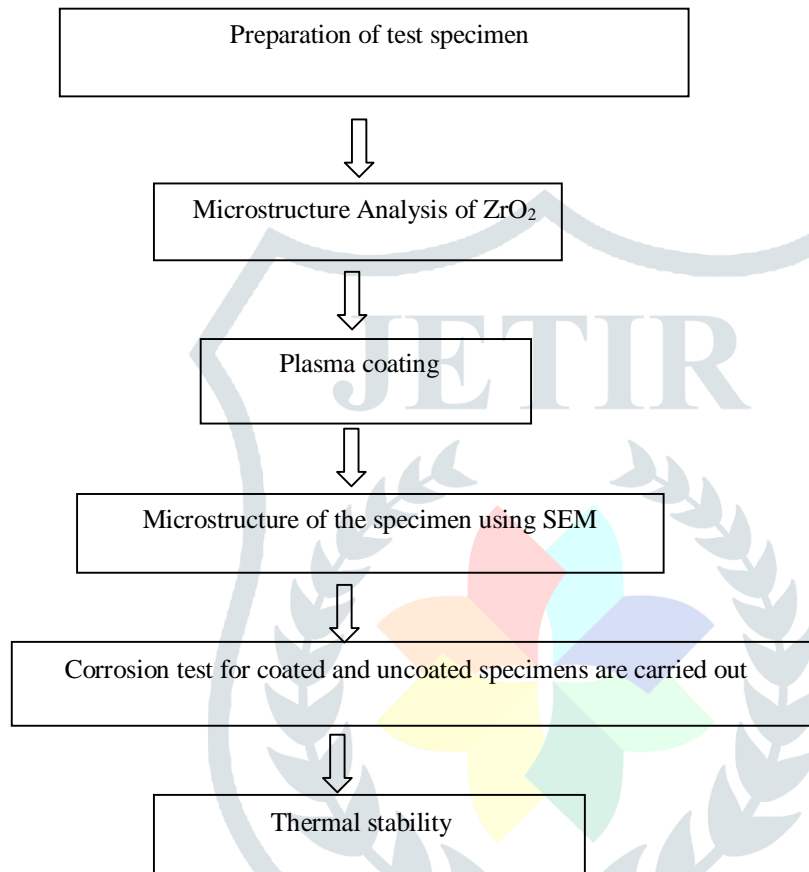 Preparation of test specimen
Microstructure Analysis of ZrO₂
JETIR
Plasma coating
Microstructure of the specimen using SEM
Corrosion test for coated and uncoated specimens are carried out
Thermal stability